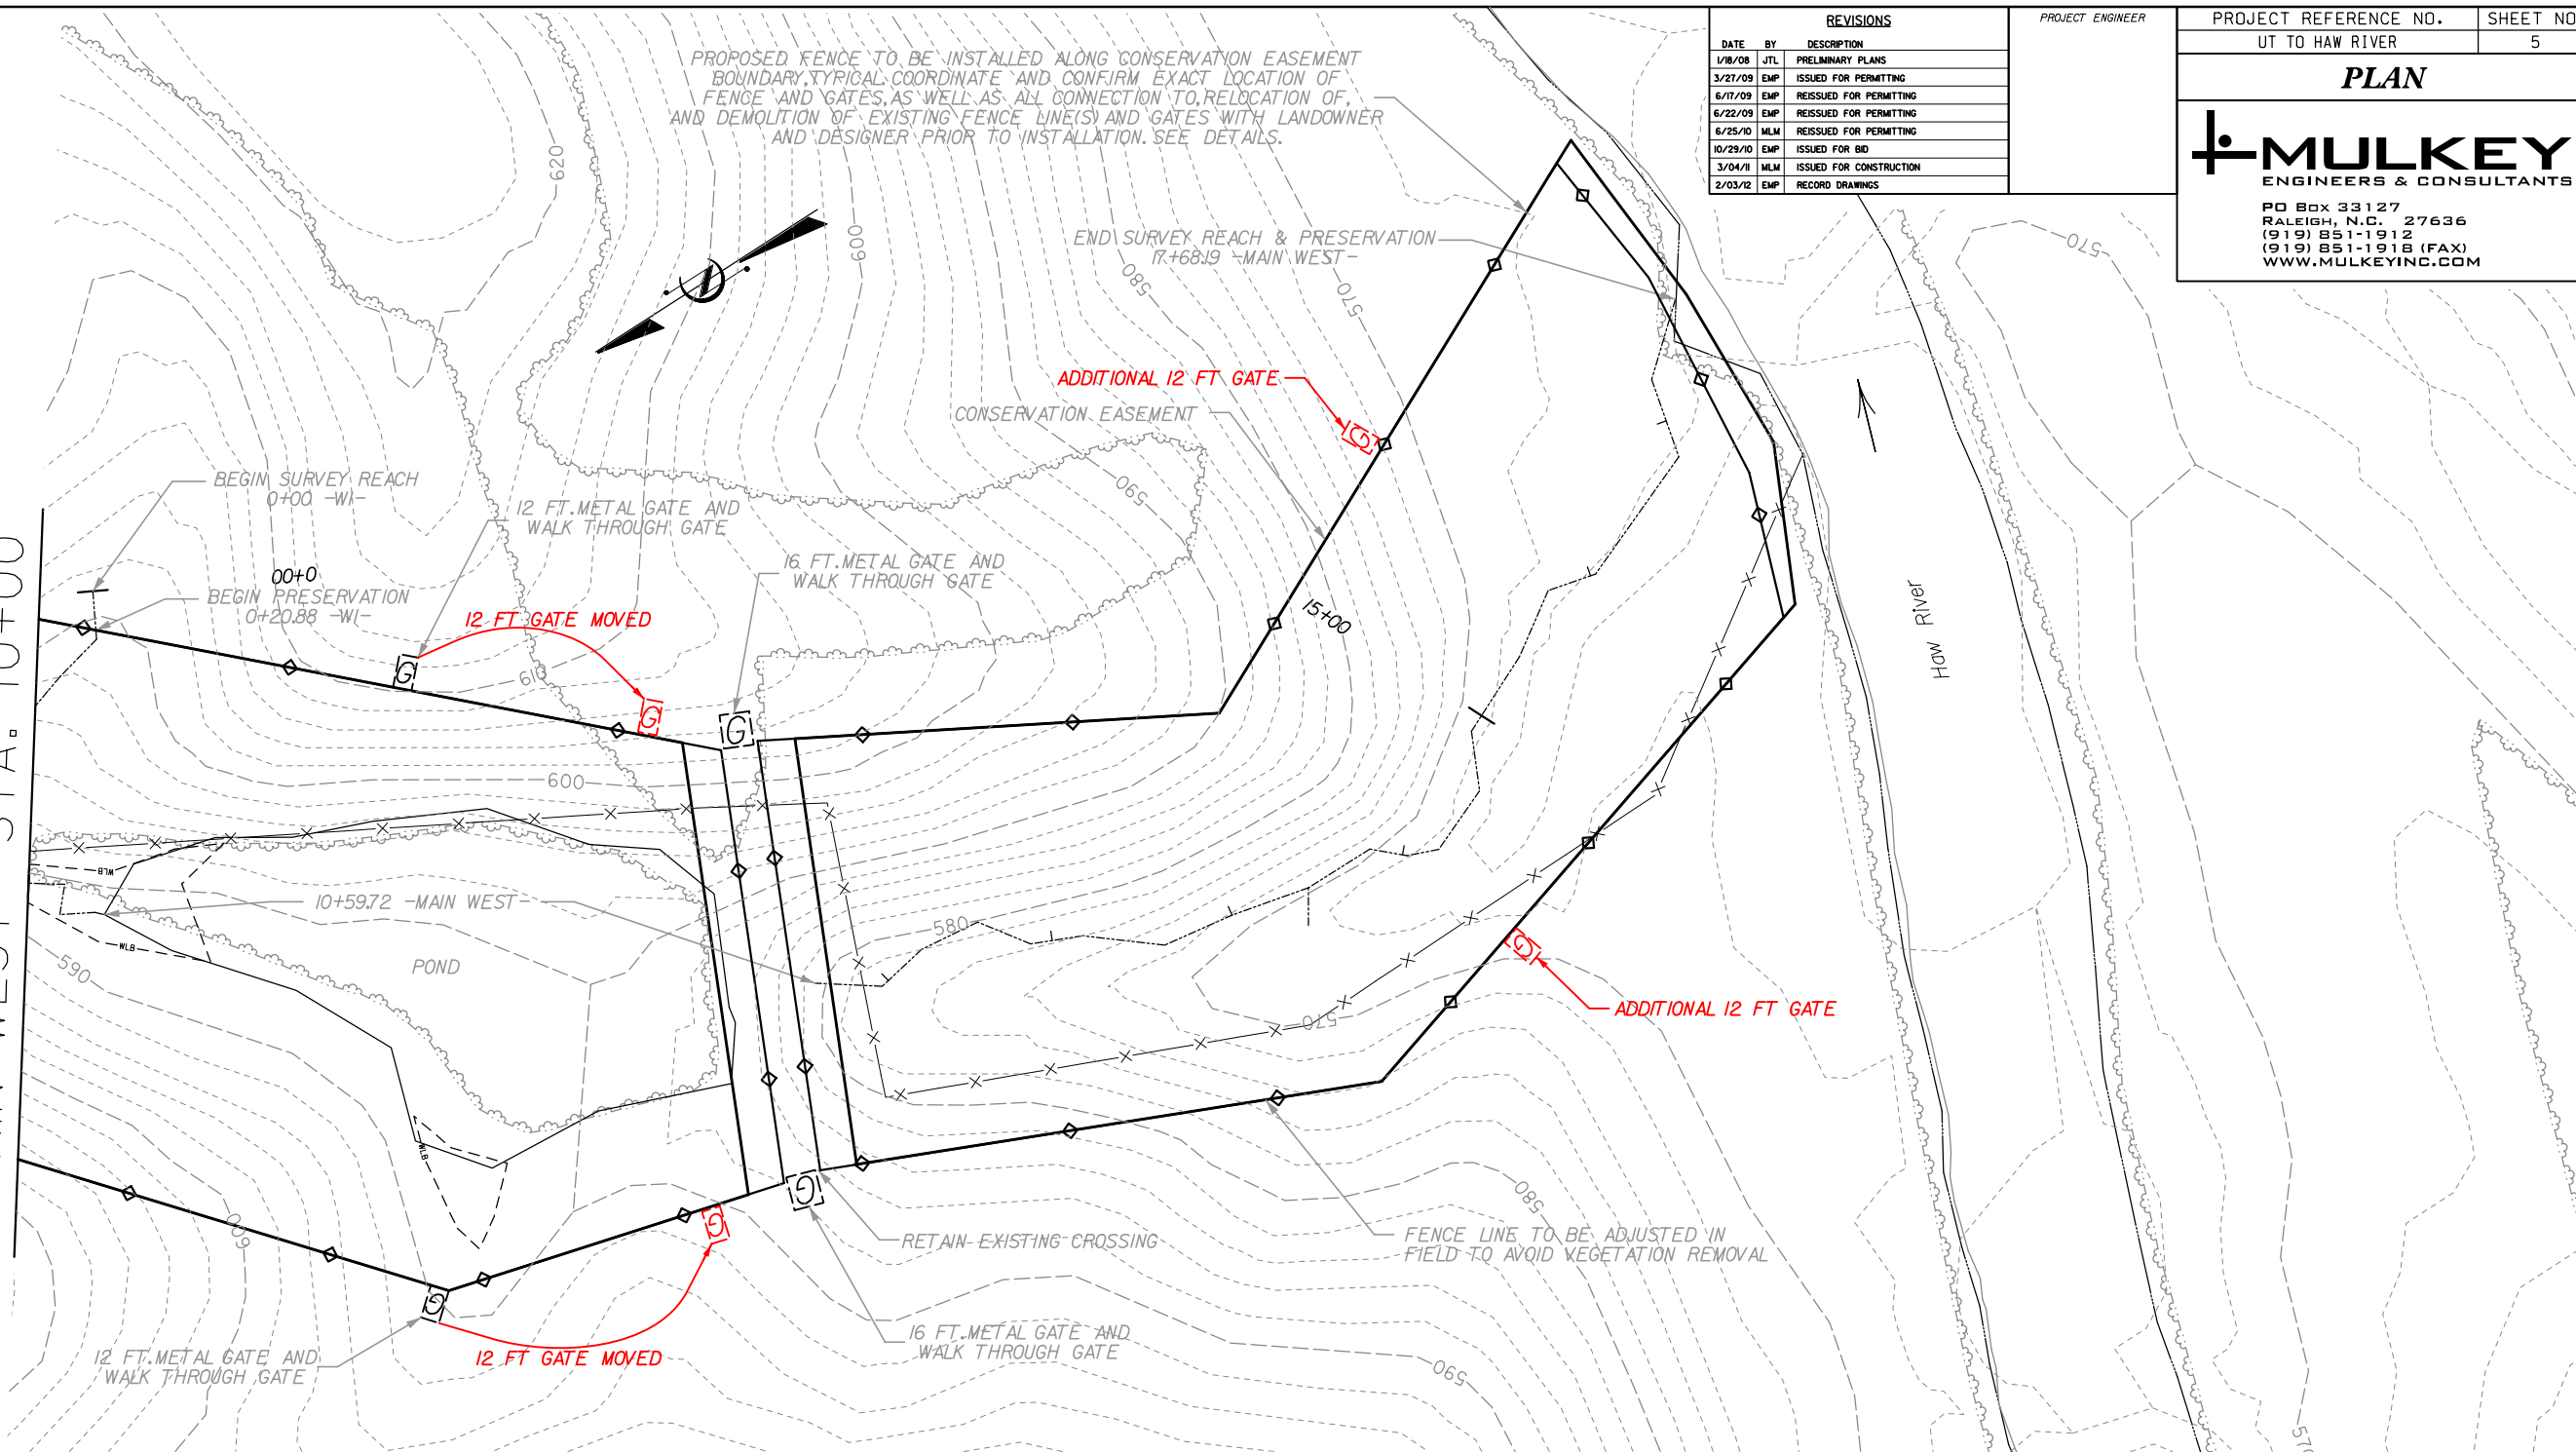 REVISIONS
DATE BY DESCRIPTION
1/18/08 JTL PRELIMINARY PLANS
3/27/09 EMP ISSUED FOR PERMITTING
6/17/09 EMP REISSUED FOR PERMITTING
6/22/09 EMP REISSUED FOR PERMITTING
6/25/10 MLM REISSUED FOR PERMITTING
10/29/10 EMP ISSUED FOR BID
3/04/11 MLM ISSUED FOR CONSTRUCTION
2/03/12 EMP RECORD DRAWINGS
PROJECT ENGINEER
PROJECT REFERENCE NO. SHEET NO
UT TO HAW RIVER 5
PLAN
MULKEY
ENGINEERS & CONSULTANTS
PO BOX 33127
RALEIGH, N.C. 27636
(919) 851-1912
(919) 851-1918 (FAX)
WWW.MULKEYINC.COM
PROPOSED FENCE TO BE INSTALLED ALONG CONSERVATION EASEMENT
BOUNDARY, TYPICAL. COORDINATE AND CONFIRM EXACT LOCATION OF
FENCE AND GATES, AS WELL AS ALL CONNECTION TO, RELOCATION OF,
AND DEMOLITION OF EXISTING FENCE LINE(S) AND GATES WITH LANDOWNER
AND DESIGNER PRIOR TO INSTALLATION. SEE DETAILS.
620
600
580
570
570
END SURVEY REACH & PRESERVATION
17+68.19 -MAIN WEST-
ADDITIONAL 12 FT GATE
G
CONSERVATION EASEMENT
590
BEGIN SURVEY REACH
0+00 -W1-
12 FT. METAL GATE AND
WALK THROUGH GATE
16 FT. METAL GATE AND
WALK THROUGH GATE
00+0
BEGIN PRESERVATION
0+20.88 -W1-
12 FT GATE MOVED
15+00
Haw River
G
610
G
G
600
STA. 10+00
WLB
10+59.72 -MAIN WEST-
WLB
580
590
POND
G
ADDITIONAL 12 FT GATE
570
WLB
G
580
G
600
RETAIN EXISTING CROSSING
FENCE LINE TO BE ADJUSTED IN
FIELD TO AVOID VEGETATION REMOVAL
G
16 FT. METAL GATE AND
WALK THROUGH GATE
12 FT. METAL GATE AND
WALK THROUGH GATE
12 FT GATE MOVED
590